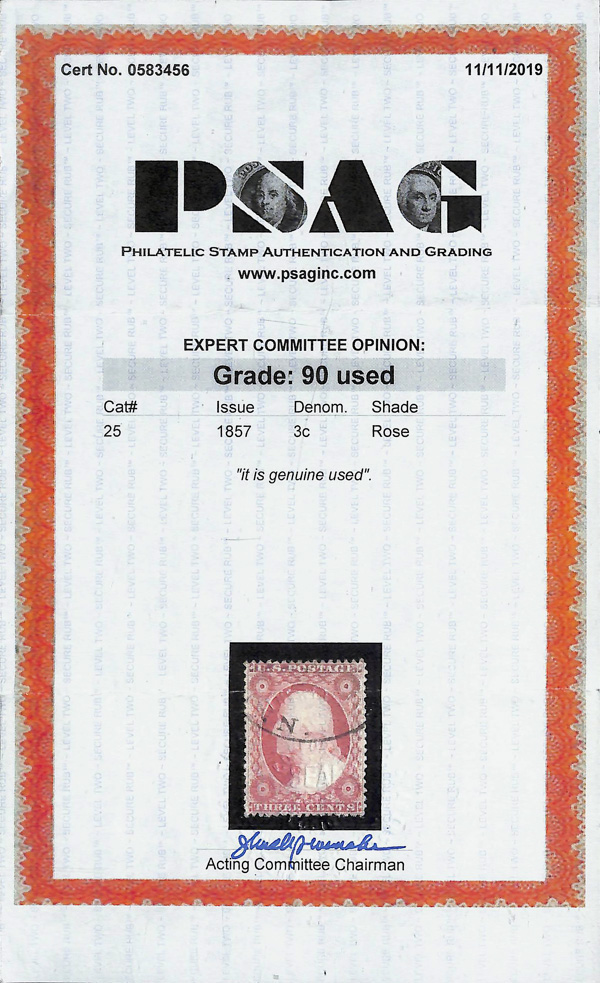 Cert No. 0583456
11/11/2019
PSAG
PHILATELIC STAMP AUTHENTICATION AND GRADING
www.psaginc.com
EXPERT COMMITTEE OPINION:
Grade: 90 used
Cat# Issue Denom. Shade
25 1857 3c Rose
"it is genuine used".
U.S. POSTAGE
N.
SEAL
THREE CENTS
Acting Committee Chairman